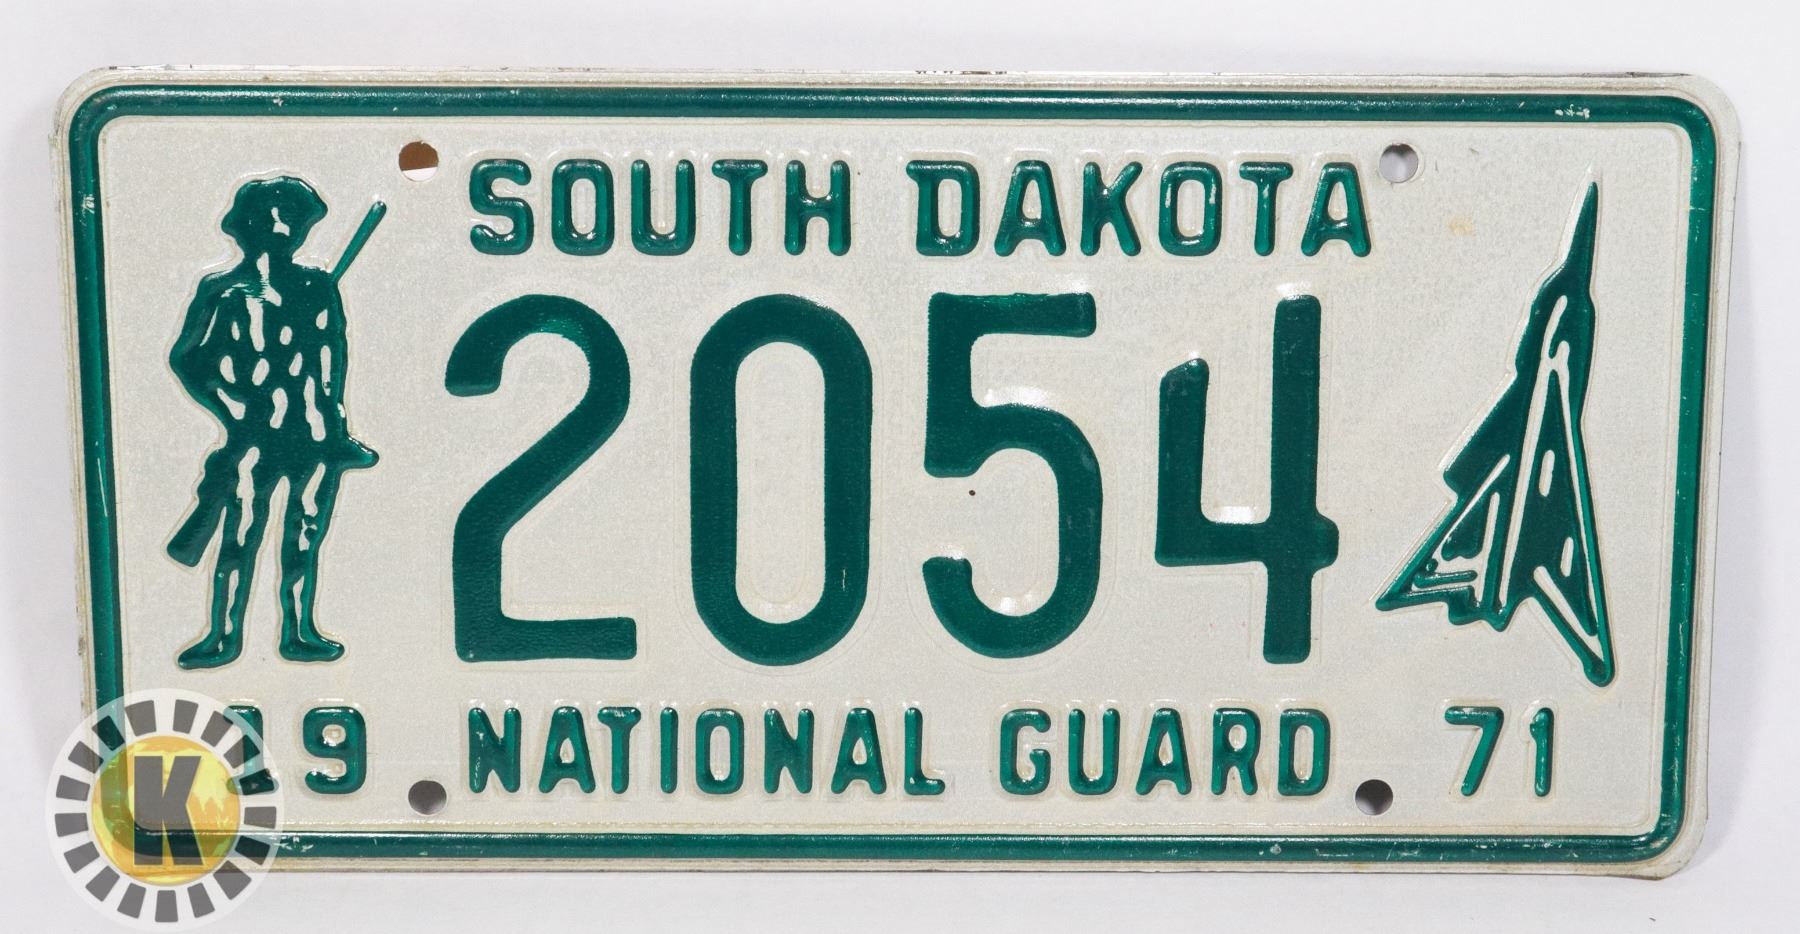 SOUTH DAKOTA
2054
19 NATIONAL GUARD 71
K